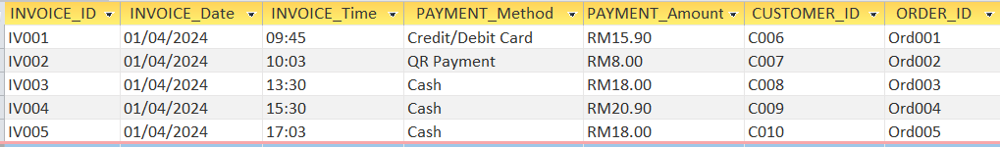 INVOICE_ID INVOICE_Date INVOICE_Time PAYMENT_Method PAYMENT_Amount CUSTOMER_ID ORDER_ID
IV001 01/04/2024 09:45 Credit/Debit Card RM15.90 C006 Ord001
IV002 01/04/2024 10:03 QR Payment RM8.00 C007 Ord002
IV003 01/04/2024 13:30 Cash RM18.00 C008 Ord003
IV004 01/04/2024 15:30 Cash RM20.90 C009 Ord004
IV005 01/04/2024 17:03 Cash RM18.00 C010 Ord005